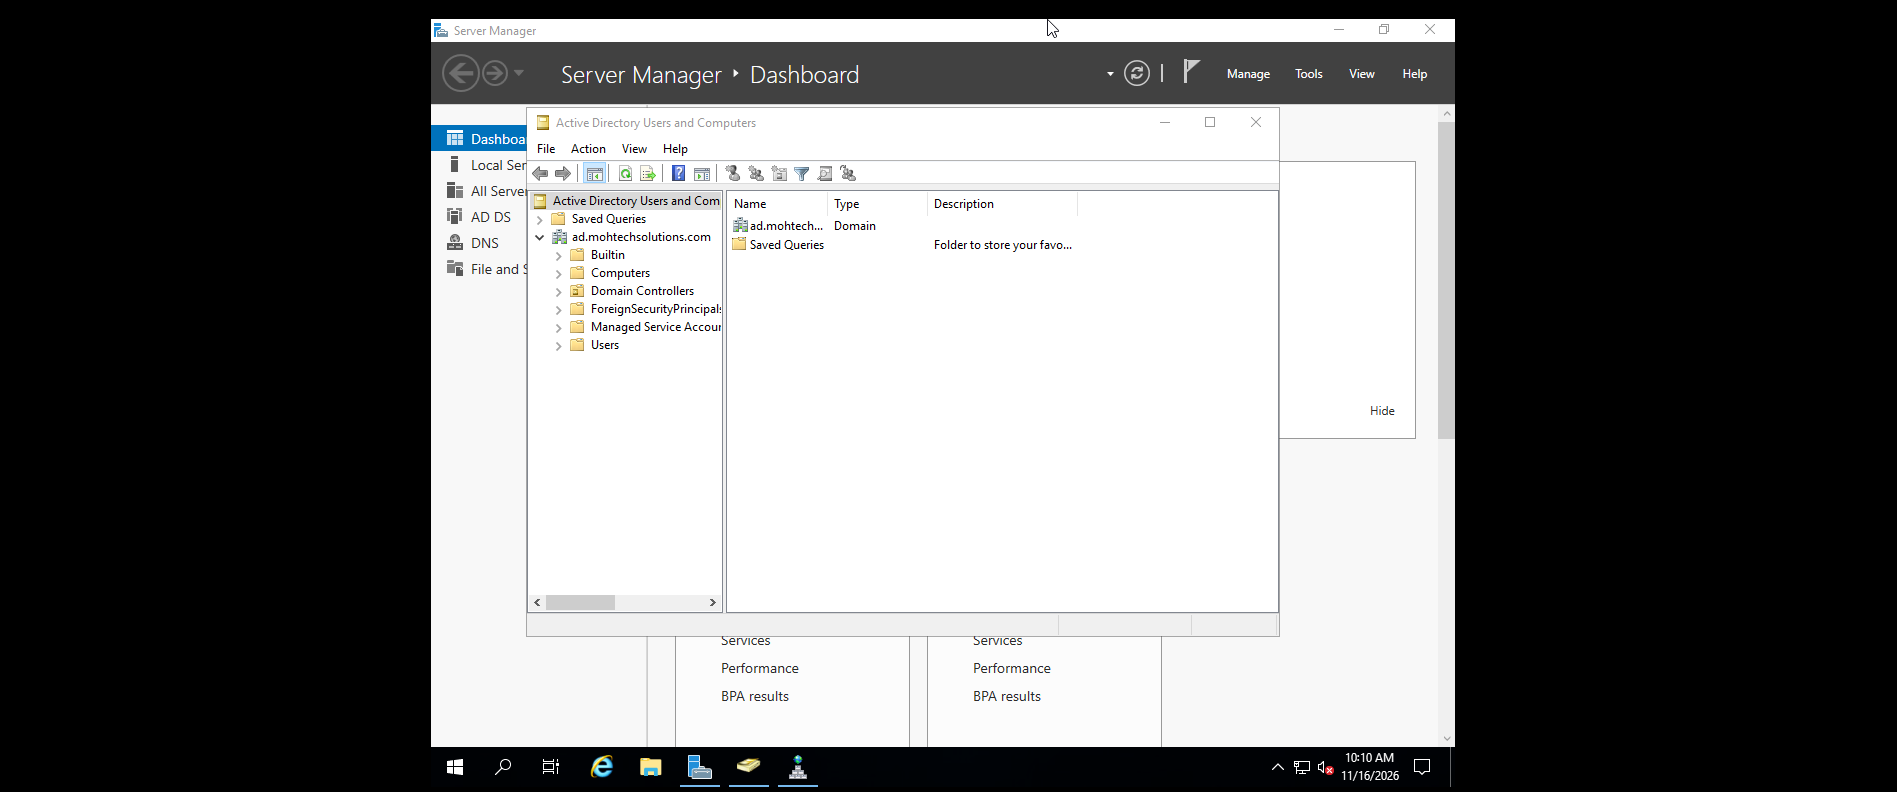 Server Manager
Server Manager ‣ Dashboard
Manage Tools View Help
Active Directory Users and Computers
File Action View Help
Dashboa
Local Ser
All Serve
AD DS
DNS
File and S
Active Directory Users and Com
Saved Queries
ad.mohtechsolutions.com
Builtin
Computers
Domain Controllers
ForeignSecurityPrincipals
Managed Service Accour
Users
Name Type Description
ad.mohtech... Domain
Saved Queries Folder to store your favo...
Hide
Services Services
Performance Performance
BPA results BPA results
10:10 AM
11/16/2026